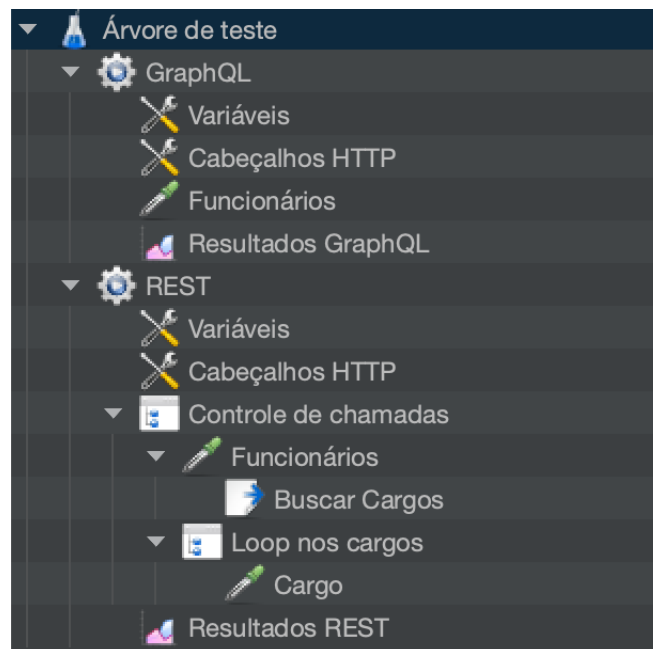 Árvore de teste
GraphQL
Variáveis
Cabeçalhos HTTP
Funcionários
Resultados GraphQL
REST
Variáveis
Cabeçalhos HTTP
Controle de chamadas
Funcionários
Buscar Cargos
Loop nos cargos
Cargo
Resultados REST